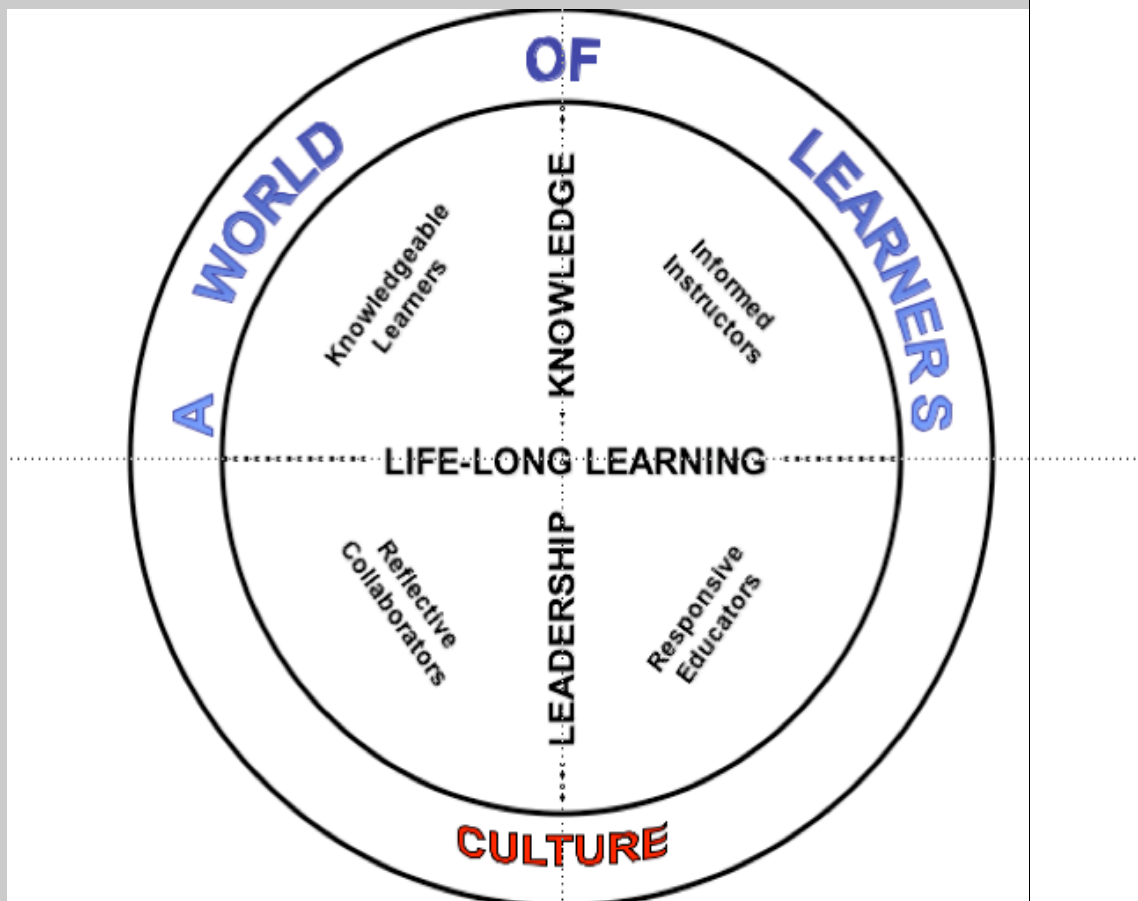 A WORLD OF LEARNERS
KNOWLEDGE
Knowledgeable
Learners
Informed
Instructors
LIFE-LONG LEARNING
LEADERSHIP
Reflective
Collaborators
Responsive
Educators
CULTURE